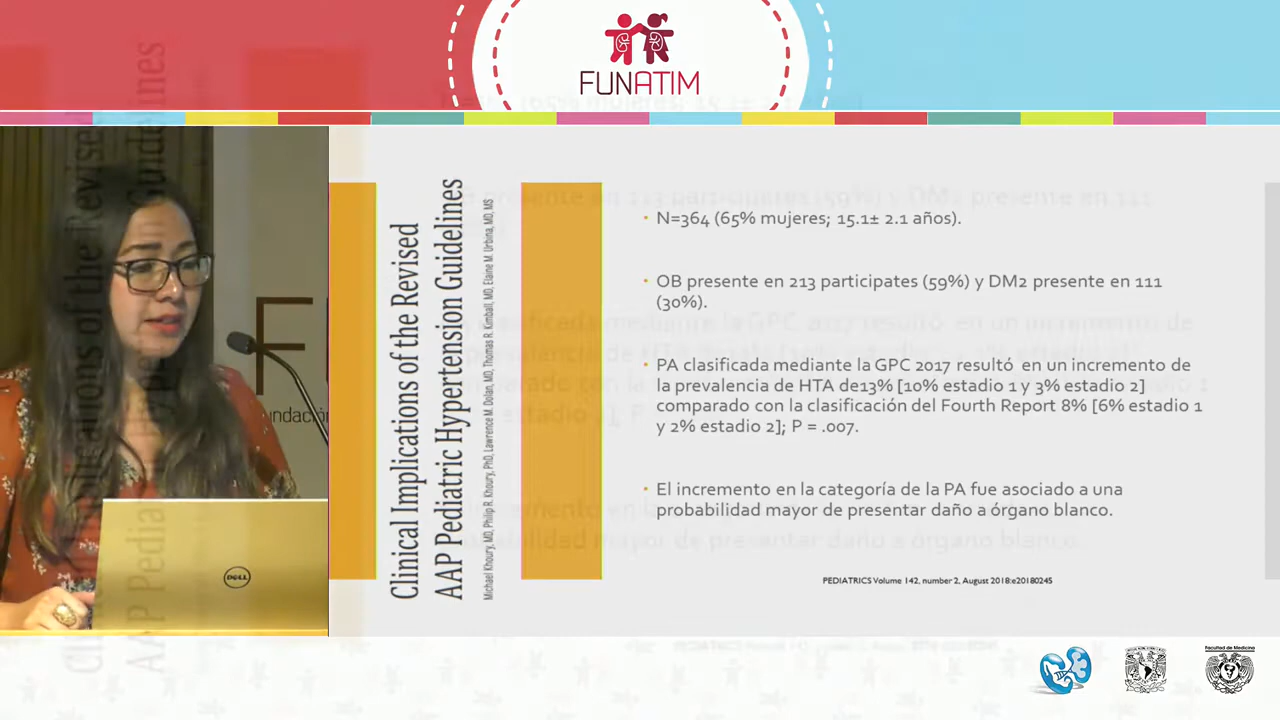 FUNATIM
Clinical Implications of the Revised
AAP Pediatric Hypertension Guidelines
Michael Khoury, MD, Philip R. Khoury, PhD, Lawrence M. Dolan, MD, Thomas R. Kimball, MD, Elaine M. Urbina, MD, MS
• N=364 (65% mujeres; 15.1± 2.1 años).
• OB presente en 213 participates (59%) y DM2 presente en 111
(30%).
• PA clasificada mediante la GPC 2017 resultó en un incremento de
la prevalencia de HTA de13% [10% estadio 1 y 3% estadio 2]
comparado con la clasificación del Fourth Report 8% [6% estadio 1
y 2% estadio 2]; P = .007.
• El incremento en la categoría de la PA fue asociado a una
probabilidad mayor de presentar daño a órgano blanco.
PEDIATRICS Volume 142, number 2, August 2018:e20180245
DELL
Facultad de Medicina